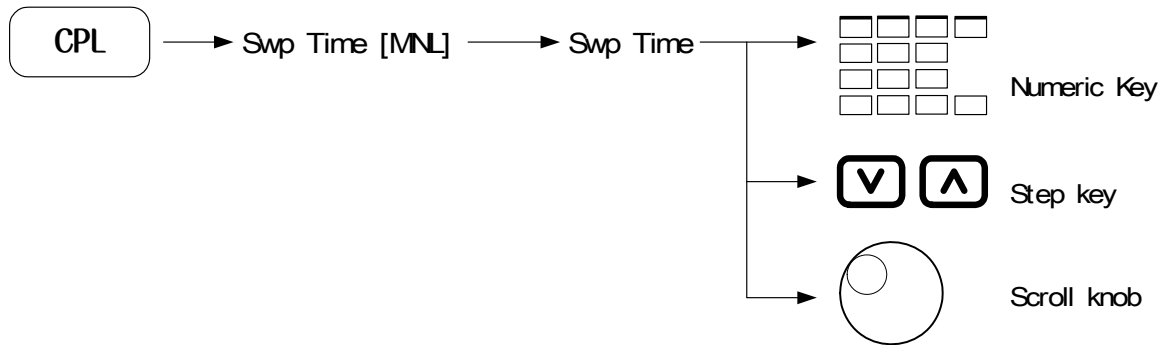 CPL Swp Time [MNL] Swp Time
Numeric Key
Step key
Scroll knob